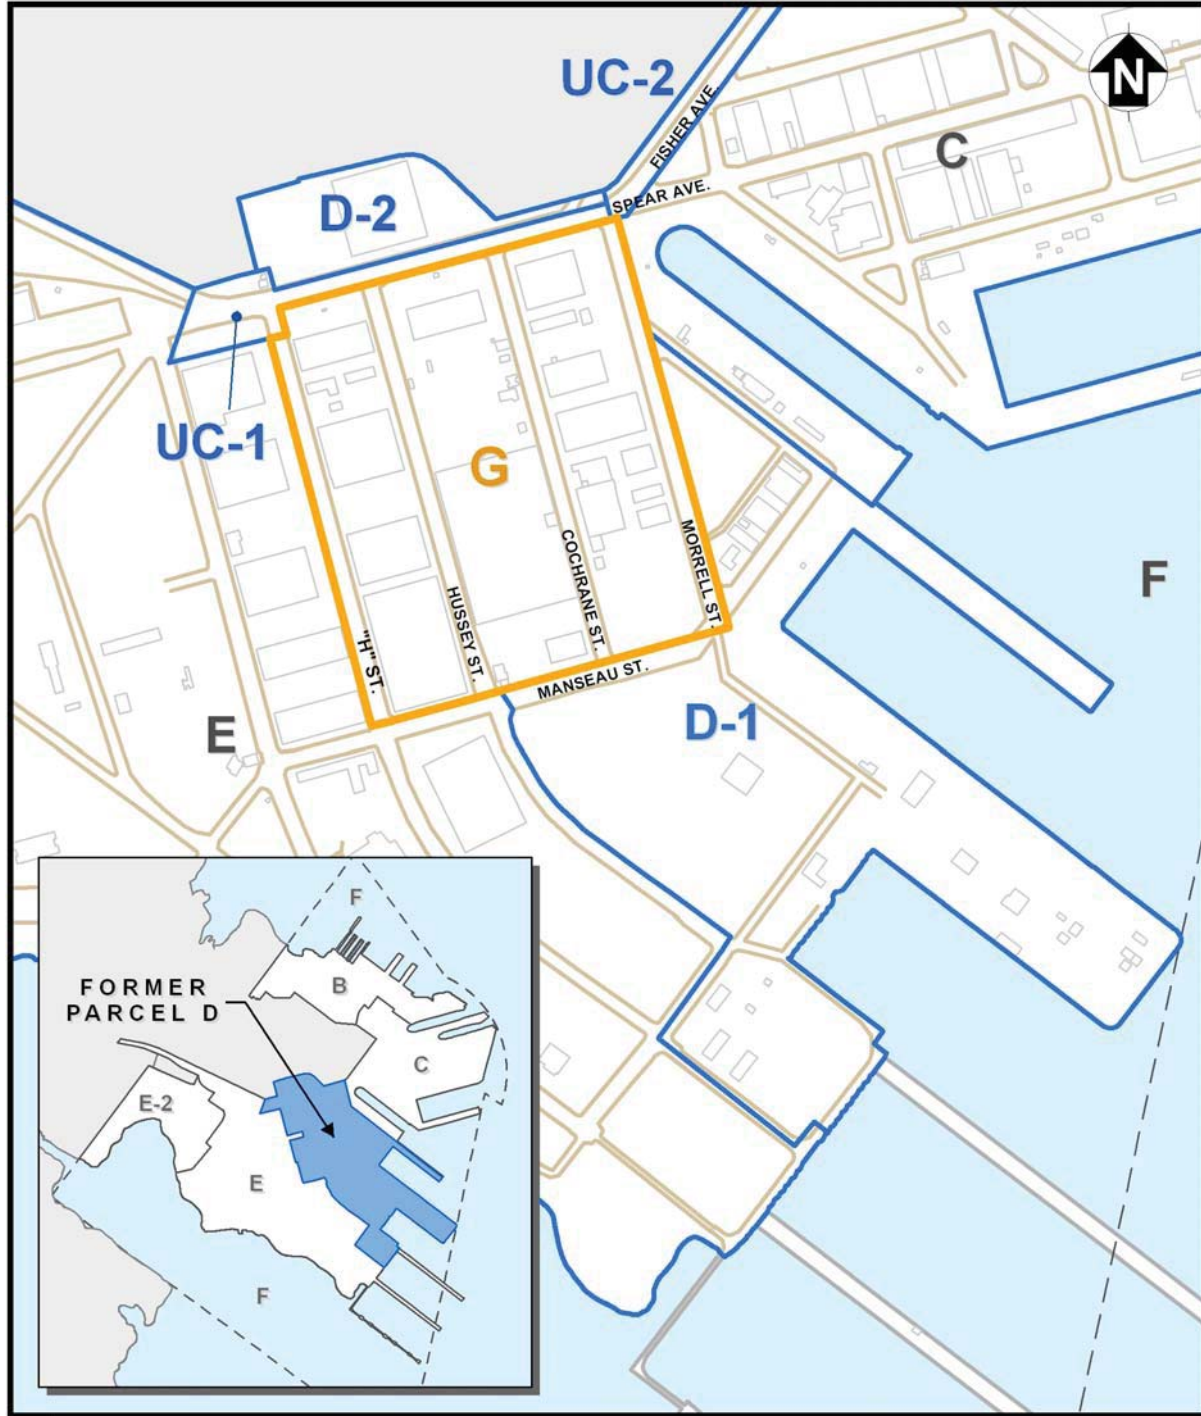 UC-2
N
FISHER AVE.
C
D-2
SPEAR AVE.
UC-1
G
F
COCHRANE ST.
MORRELL ST.
HUSSEY ST.
"H" ST.
MANSEAU ST.
E
D-1
F
FORMER
PARCEL D
B
C
E-2
E
F